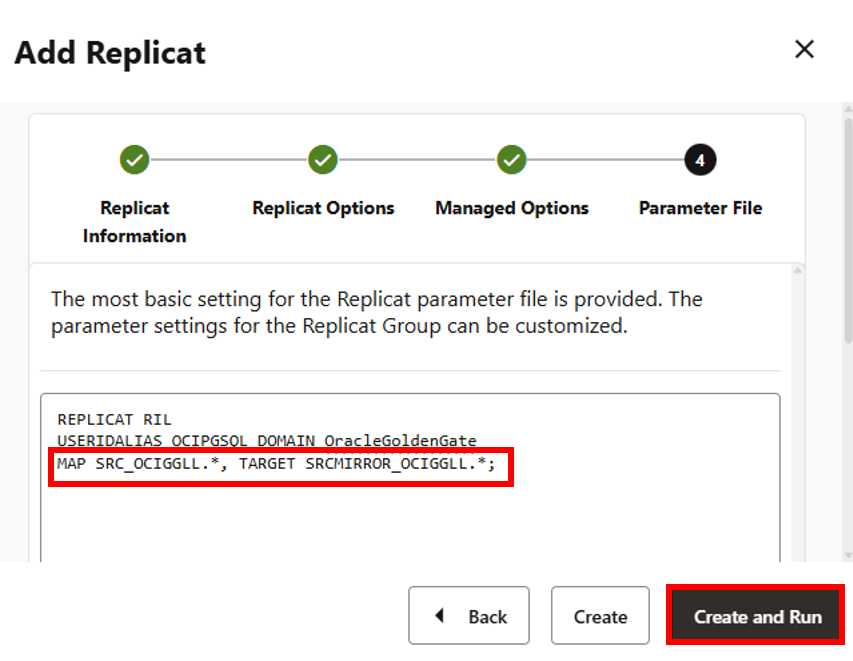 Add Replicat
4
Replicat
Information
Replicat Options
Managed Options
Parameter File
The most basic setting for the Replicat parameter file is provided. The
parameter settings for the Replicat Group can be customized.
REPLICAT RIL
USERIDALIAS OCIPGSQL DOMAIN OracleGoldenGate
MAP SRC_OCIGGLL.*, TARGET SRCMIRROR_OCIGGLL.*;
Back
Create
Create and Run